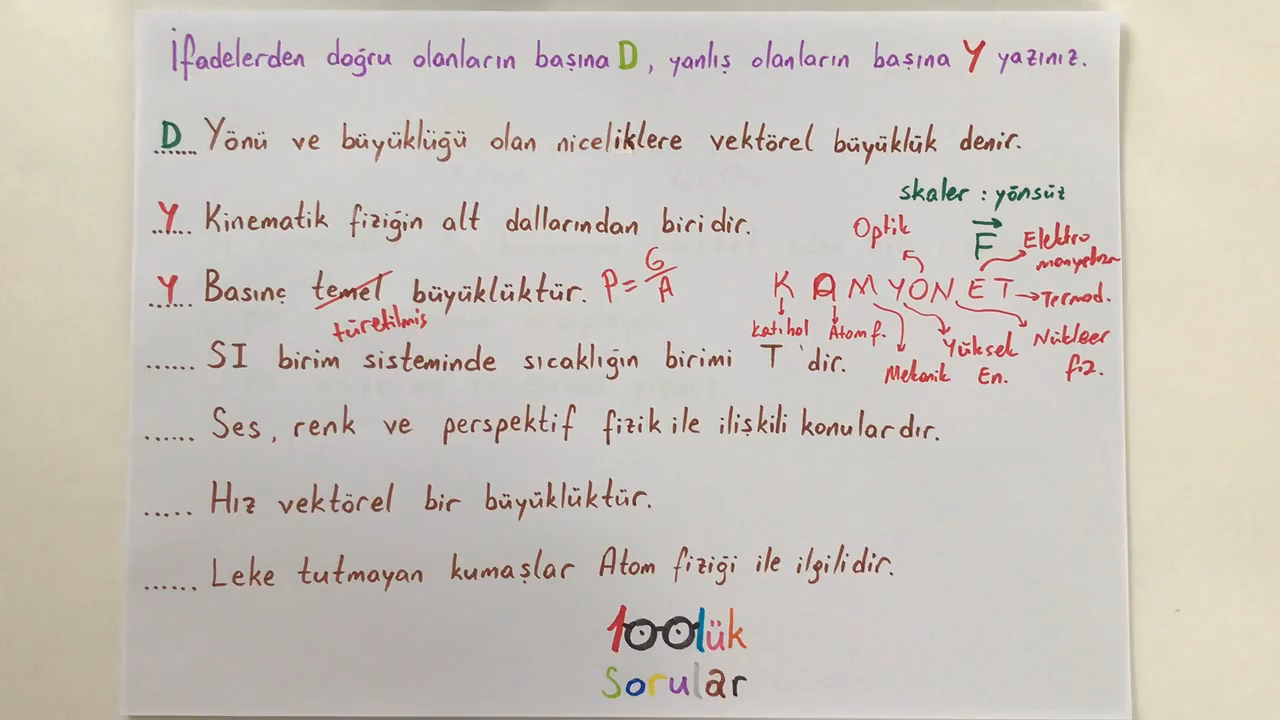 İfadelerden doğru olanların başına D, yanlış olanların başına Y yazınız.
D Yönü ve büyüklüğü olan niceliklere vektörel büyüklük denir.
skaler : yönsüz
F
Y Kinematik fiziğin alt dallarından biridir.
Optik
Elektro
Y Basınç temel büyüklüktür. P = G/A
türetilmiş
K A M Y O N E T → Termod.
Katıhal Atom f. Mekanik Yüksek En. Nükleer fiz.
...... SI birim sisteminde sıcaklığın birimi T 'dir.
...... Ses, renk ve perspektif fizik ile ilişkili konulardır.
..... Hız vektörel bir büyüklüktür.
...... Leke tutmayan kumaşlar Atom fiziği ile ilgilidir.
100lük
Sorular